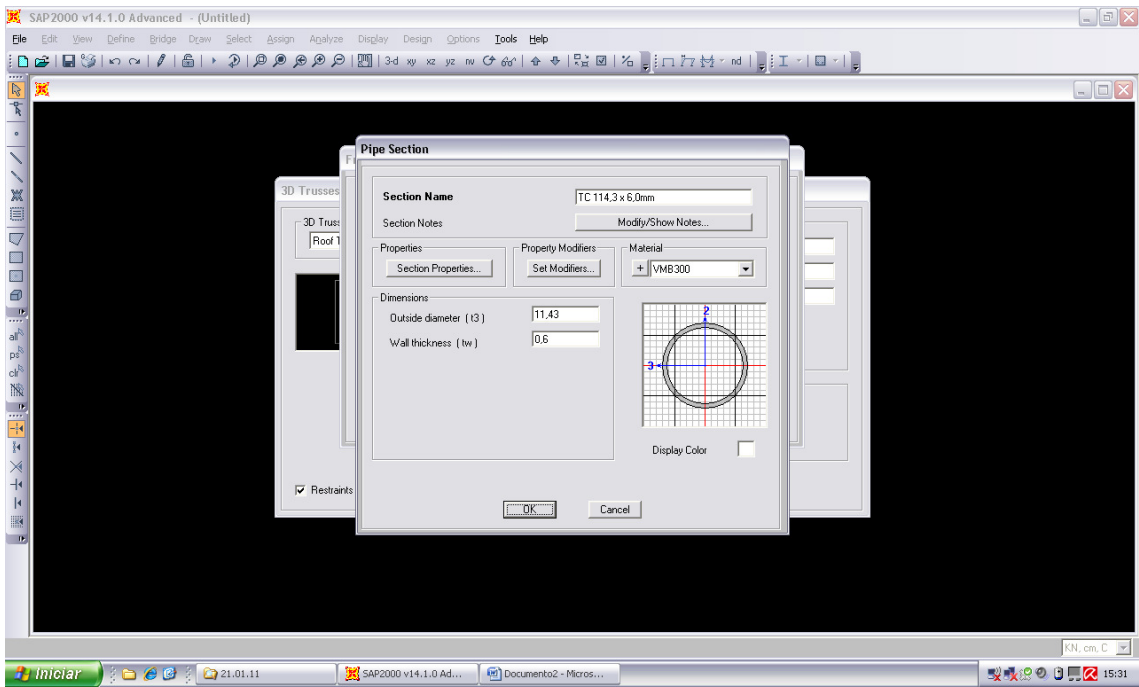 SAP2000 v14.1.0 Advanced - (Untitled)
File Edit View Define Bridge Draw Select Assign Analyze Display Design Options Tools Help
3-d xy xz yz nv nd
Pipe Section
3D Trusses
3D Trus
Roof T
Section Name TC 114,3 x 6,0mm
Section Notes Modify/Show Notes...
Properties Property Modifiers Material
Section Properties... Set Modifiers... + VMB300
Dimensions
Outside diameter ( t3 ) 11,43
Wall thickness ( tw ) 0,6
2
3
Display Color
Restraints
OK Cancel
all
ps
clr
KN, cm, C
Iniciar 21.01.11 SAP2000 v14.1.0 Ad... Documento2 - Micros... 15:31